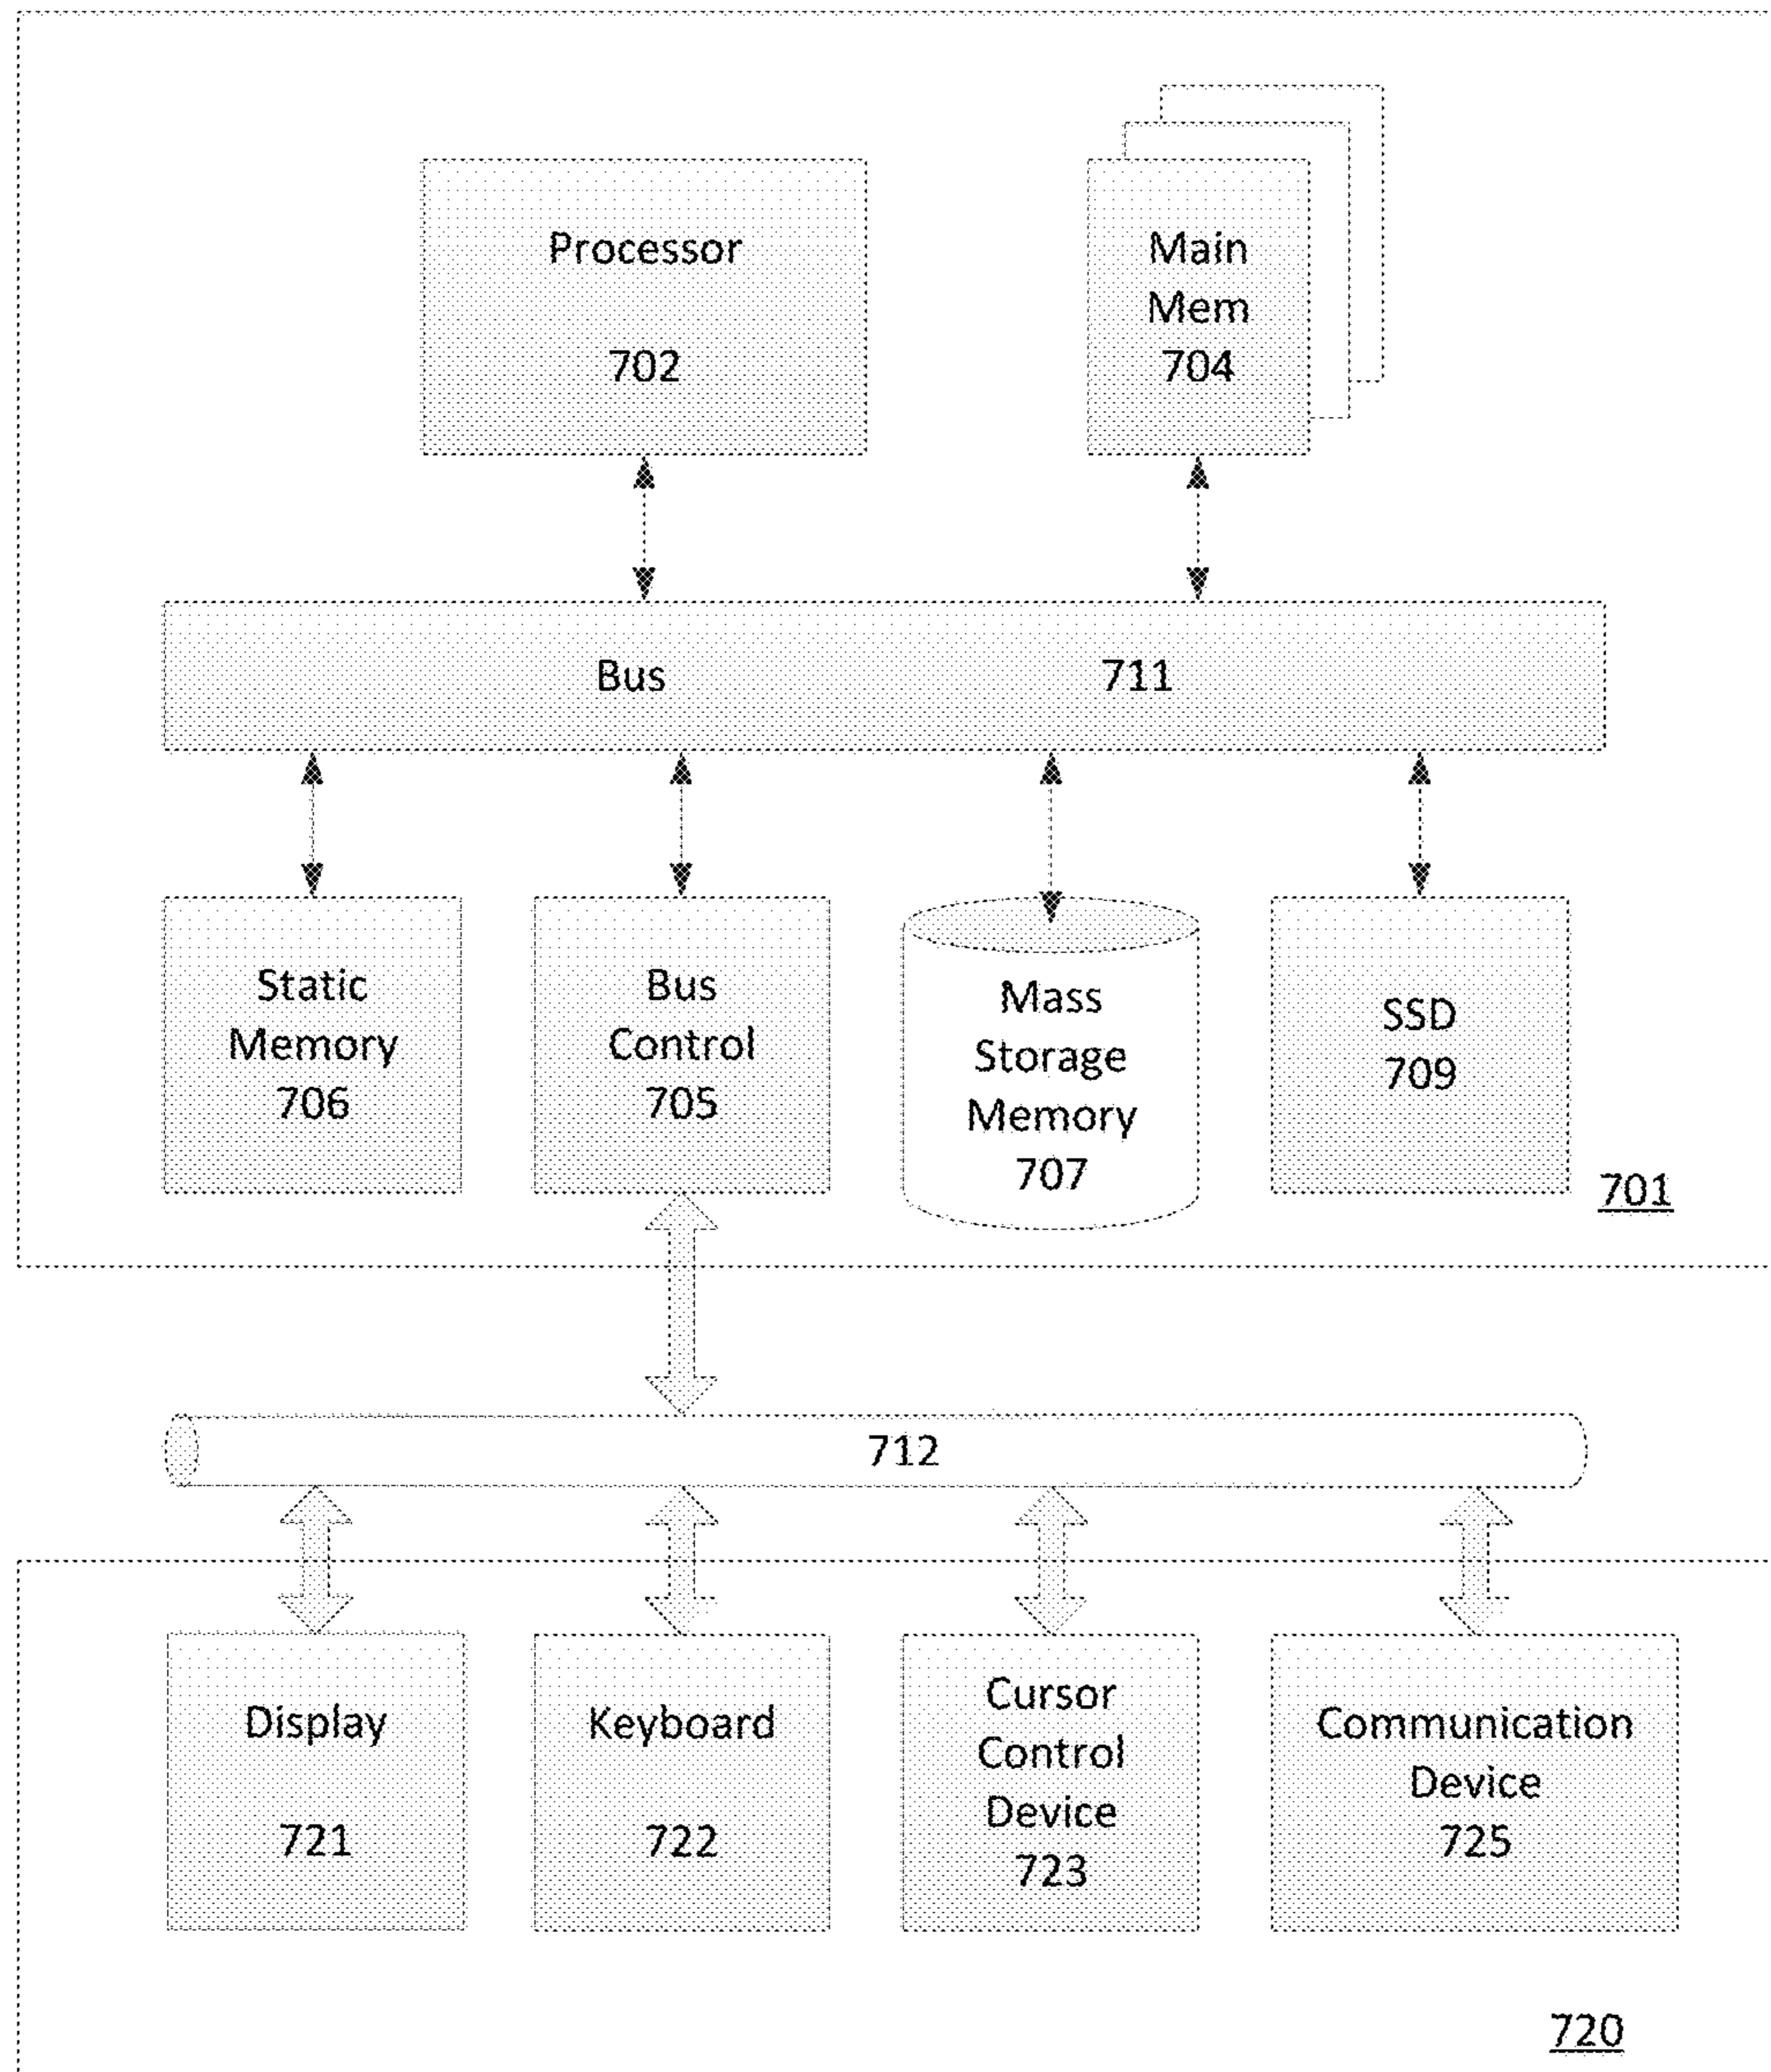 Processor
702
Main
Mem
704
Bus 711
Static
Memory
706
Bus
Control
705
Mass
Storage
Memory
707
SSD
709
701
712
Display
721
Keyboard
722
Cursor
Control
Device
723
Communication
Device
725
720